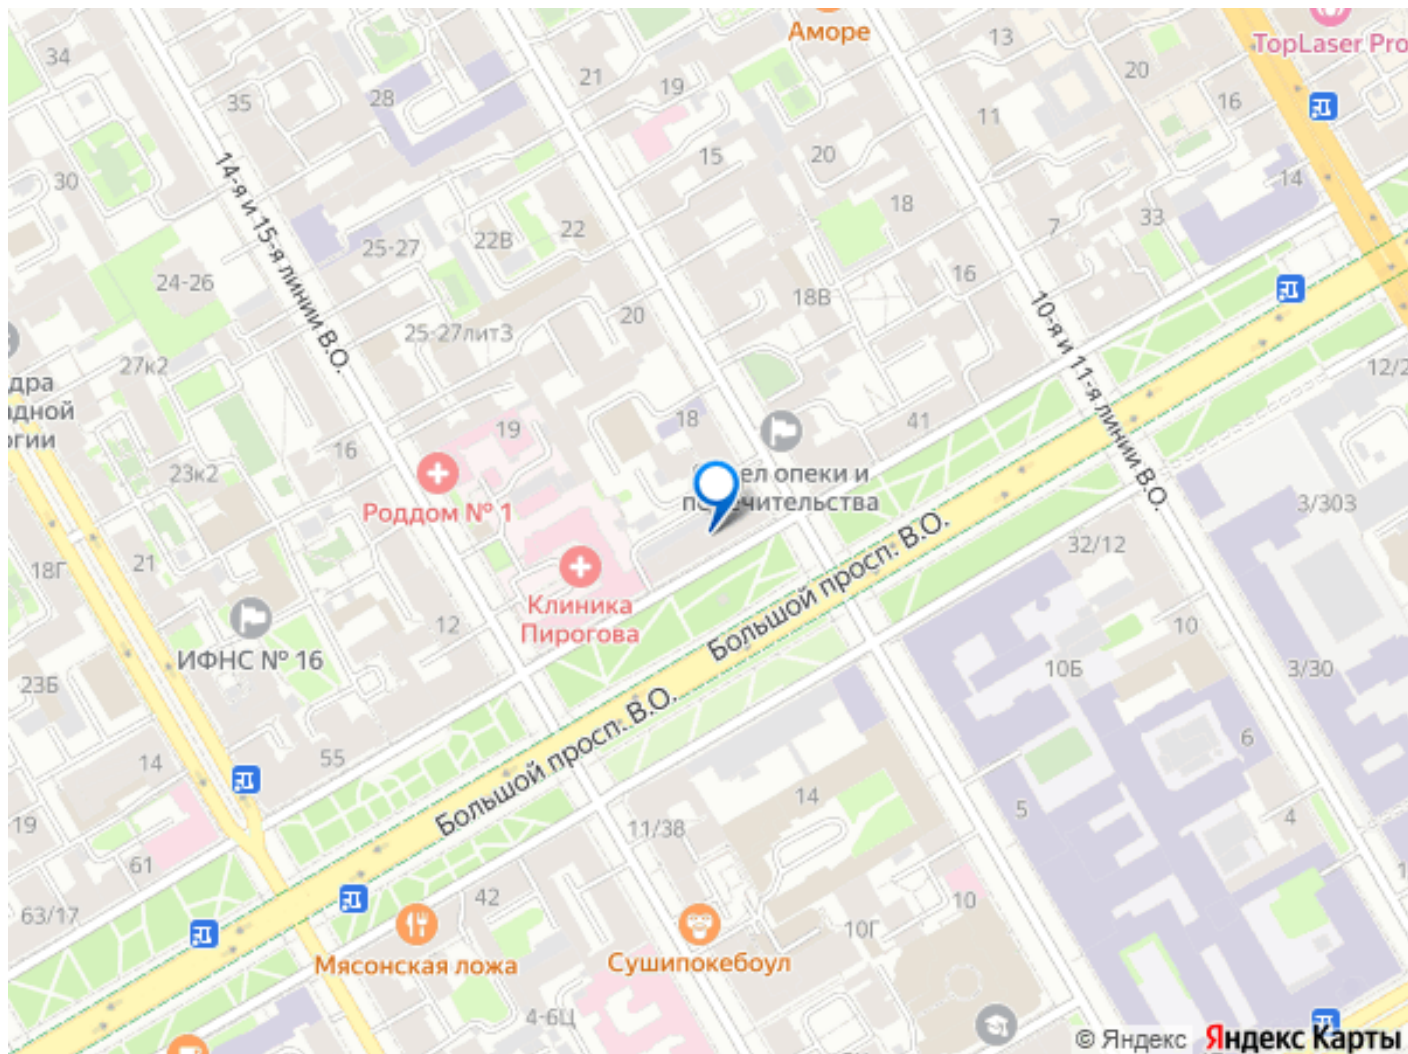 Аморе
TopLaser Pro
13
34
21
19
20
28
35
16
11
15
20
14
30
18
33
7
22
22В
25-27
14-я и 15-я линии В.О.
16
24-26
18В
20
25-27лит3
10-я и 11-я линии В.О.
27к2
12/2
дра
адной
огии
18
41
19
16
23к2
ел опеки и
печительства
Роддом № 1
3/303
32/12
Большой просп. В.О.
21
18Г
Клиника
Пирогова
12
10
ИФНС № 16
10Б
3/30
23Б
Большой просп. В.О.
6
55
14
14
5
4
19
11/38
61
42
10
63/17
10Г
Мясонская ложа
Сушипокебоул
4-6Ц
1
© Яндекс
Яндекс Карты